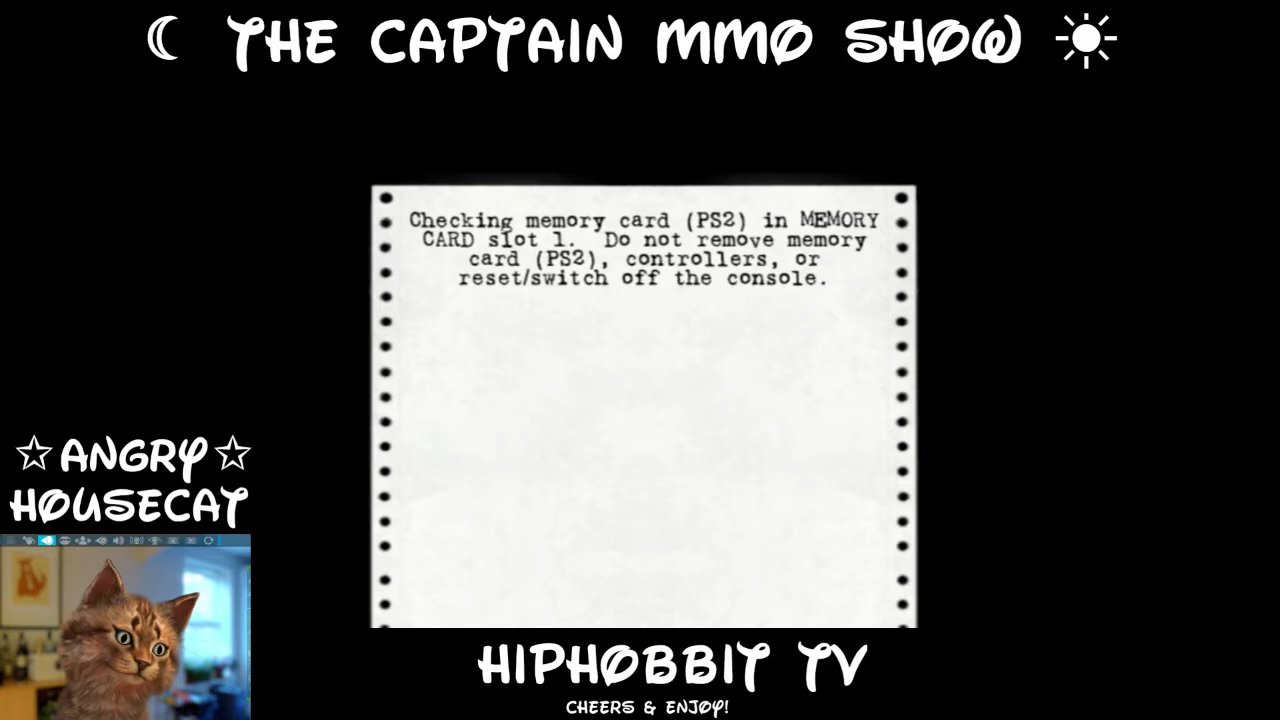 ☾ THE CAPTAIN MMO SHOW ☀
Checking memory card (PS2) in MEMORY
CARD slot 1. Do not remove memory
card (PS2), controllers, or
reset/switch off the console.
☆ANGRY☆
HOUSECAT
HIPHOBBIT TV
CHEERS & ENJOY!